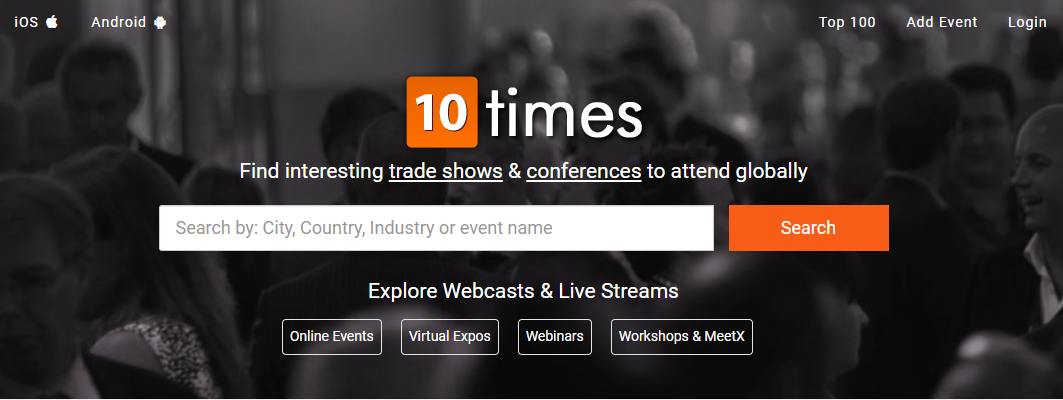 iOS Android Top 100 Add Event Login
10 times
Find interesting trade shows & conferences to attend globally
Search by: City, Country, Industry or event name Search
Explore Webcasts & Live Streams
Online Events Virtual Expos Webinars Workshops & MeetX